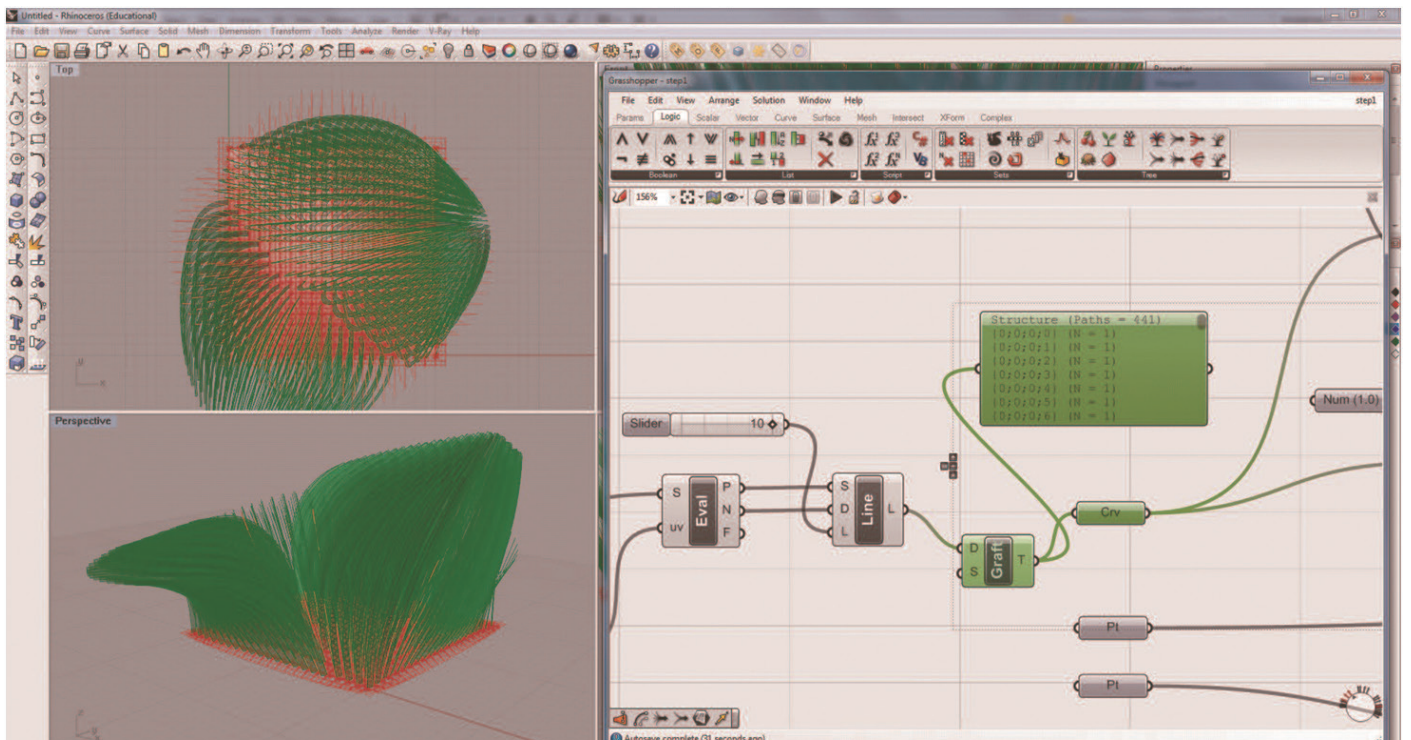 Untitled - Rhinoceros (Educational)
File Edit View Curve Surface Solid Mesh Dimension Transform Tools Analyze Render V-Ray Help
Top
Front
Properties
Grasshopper - step1
File Edit View Arrange Solution Window Help
step1
Params Logic Scalar Vector Curve Surface Mesh Intersect XForm Complex
Boolean List Script Sets Tree
156%
Structure (Paths = 441)
{0;0;0;0} (N = 1)
{0;0;0;1} (N = 1)
{0;0;0;2} (N = 1)
{0;0;0;3} (N = 1)
{0;0;0;4} (N = 1)
{0;0;0;5} (N = 1)
{0;0;0;6} (N = 1)
Num (1.0)
Perspective
Slider 10
S uv Eval P N F
S D L Line L
D S Graft T
Crv
Pt
Pt
Autosave complete (31 seconds ago)